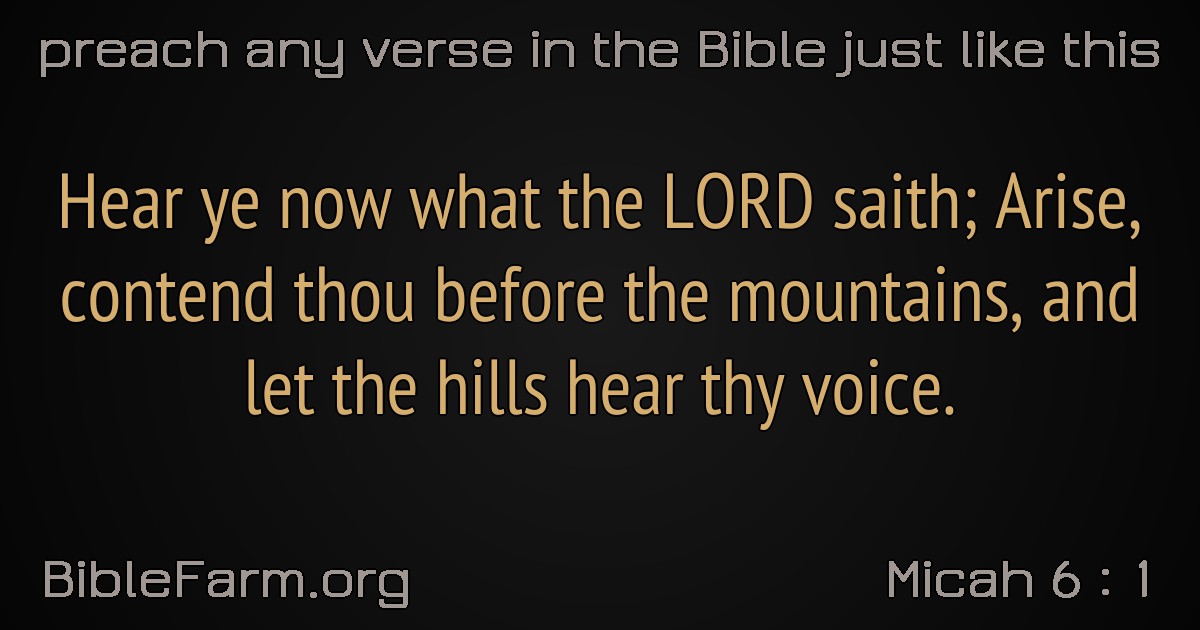 preach any verse in the Bible just like this
Hear ye now what the LORD saith; Arise,
contend thou before the mountains, and
let the hills hear thy voice.
BibleFarm.org
Micah 6 : 1